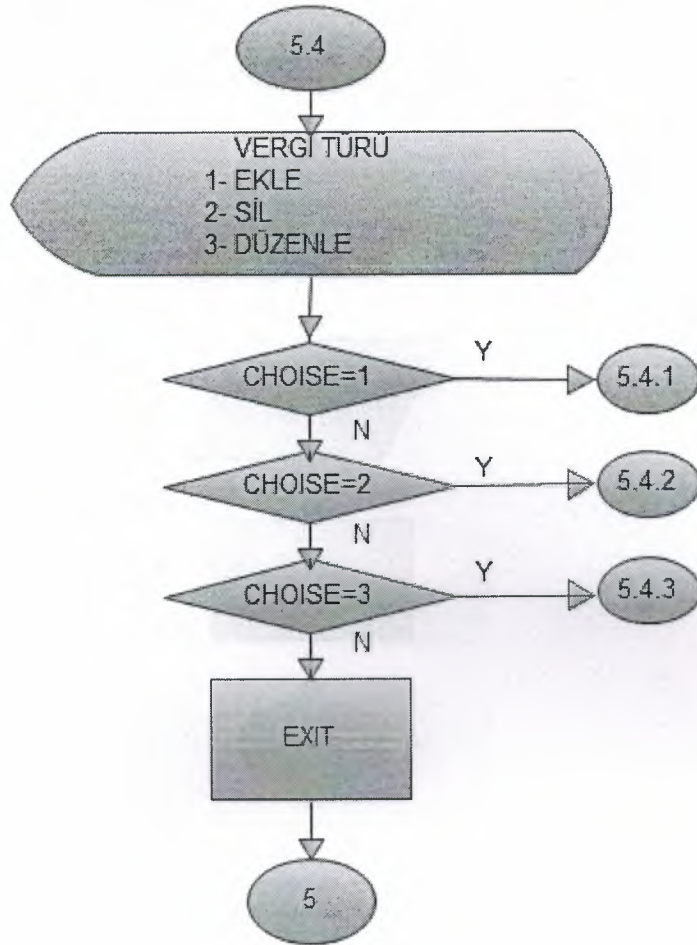 5.4
VERGİ TÜRÜ
1- EKLE
2- SİL
3- DÜZENLE
CHOISE=1
Y
5.4.1
N
CHOISE=2
Y
5.4.2
N
CHOISE=3
Y
5.4.3
N
EXIT
5